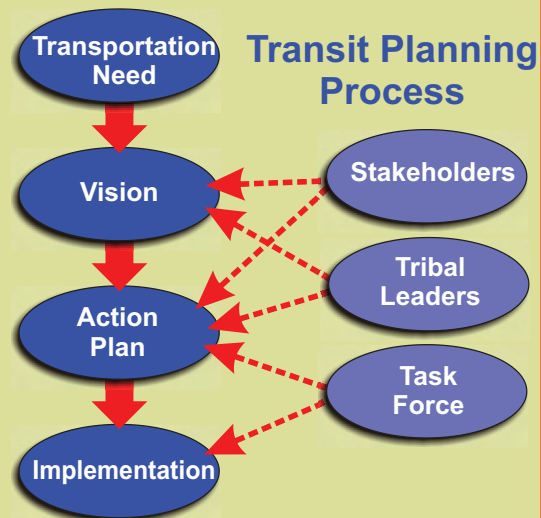 Transit Planning
Process
Transportation
Need
Vision
Action
Plan
Implementation
Stakeholders
Tribal
Leaders
Task
Force